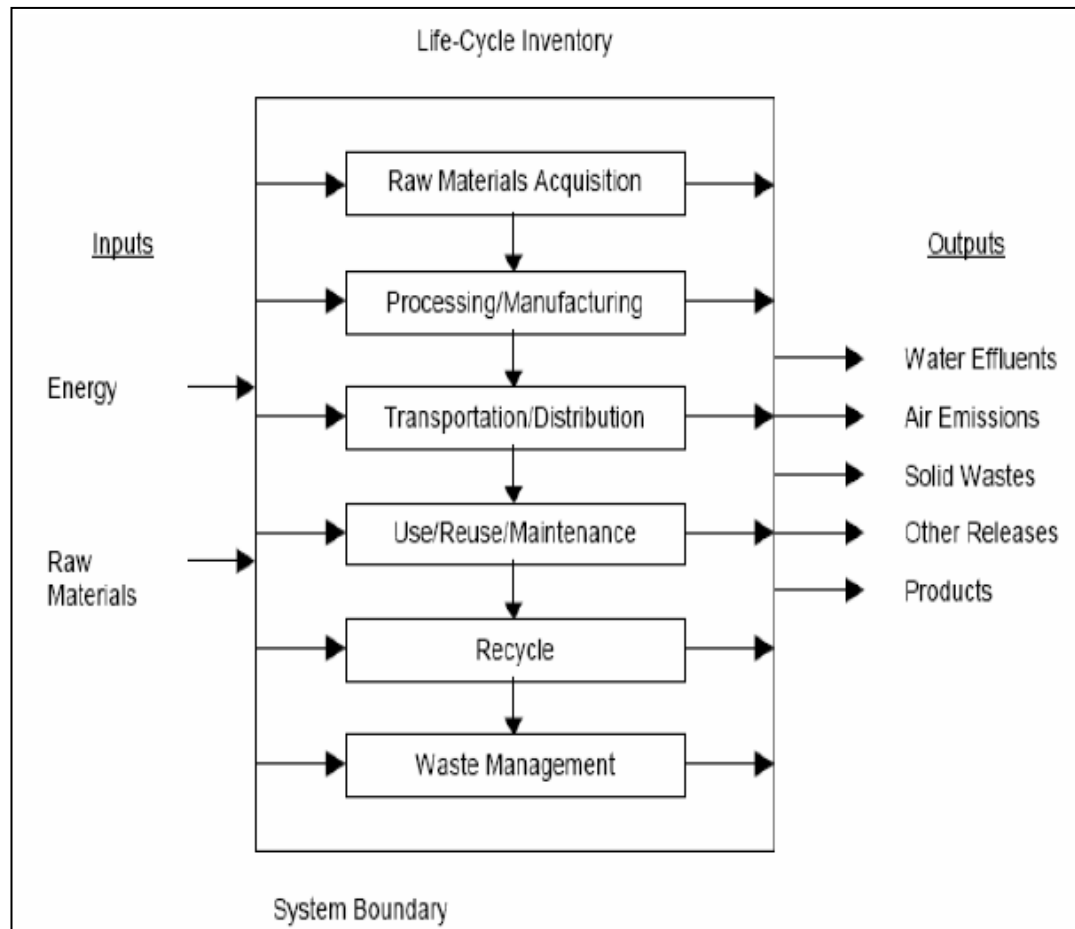 Life-Cycle Inventory
Raw Materials Acquisition
Inputs
Outputs
Processing/Manufacturing
Water Effluents
Energy
Transportation/Distribution
Air Emissions
Solid Wastes
Use/Reuse/Maintenance
Other Releases
Raw
Materials
Products
Recycle
Waste Management
System Boundary